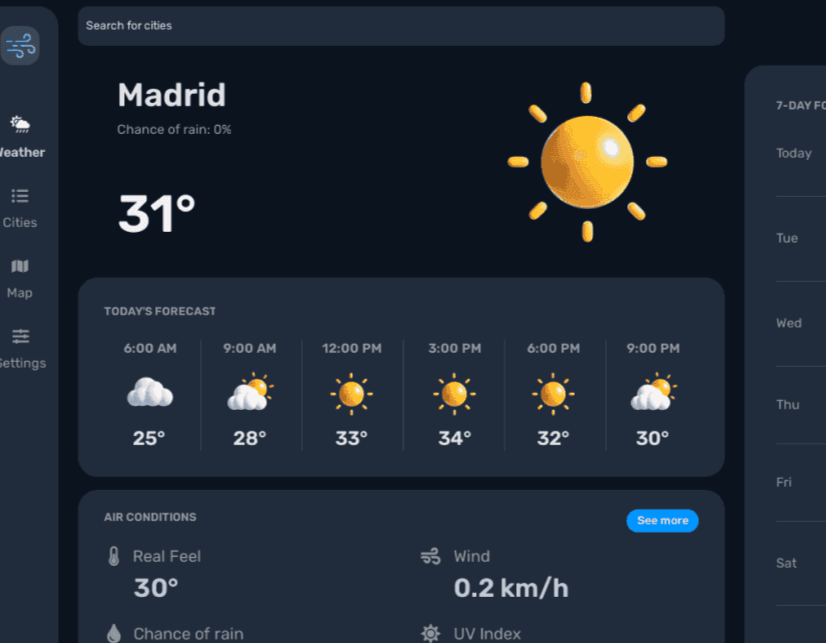 Search for cities
Weather
Cities
Map
Settings
Madrid
Chance of rain: 0%
31°
TODAY'S FORECAST
6:00 AM 9:00 AM 12:00 PM 3:00 PM 6:00 PM 9:00 PM
25° 28° 33° 34° 32° 30°
AIR CONDITIONS
See more
Real Feel
30°
Wind
0.2 km/h
Chance of rain
UV Index
7-DAY FO
Today
Tue
Wed
Thu
Fri
Sat